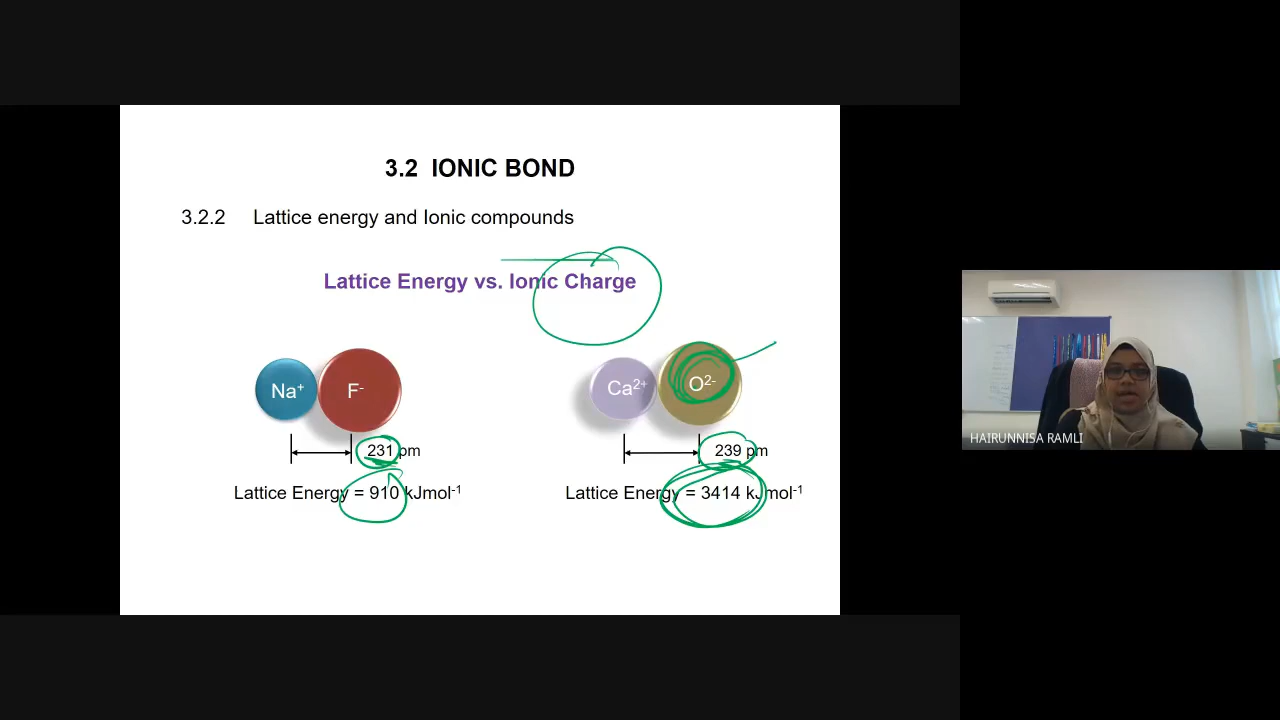 3.2 IONIC BOND
3.2.2 Lattice energy and Ionic compounds
Lattice Energy vs. Ionic Charge
Na⁺ F⁻ Ca²⁺ O²⁻
231 pm 239 pm
Lattice Energy = 910 kJmol⁻¹ Lattice Energy = 3414 kJmol⁻¹
HAIRUNNISA RAMLI